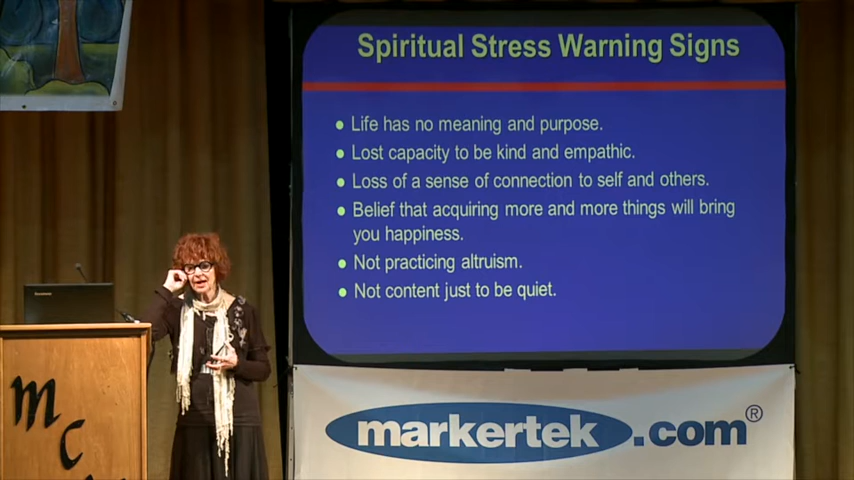 Spiritual Stress Warning Signs
● Life has no meaning and purpose.
● Lost capacity to be kind and empathic.
● Loss of a sense of connection to self and others.
● Belief that acquiring more and more things will bring
you happiness.
● Not practicing altruism.
● Not content just to be quiet.
lenovo
mC
markertek.com®